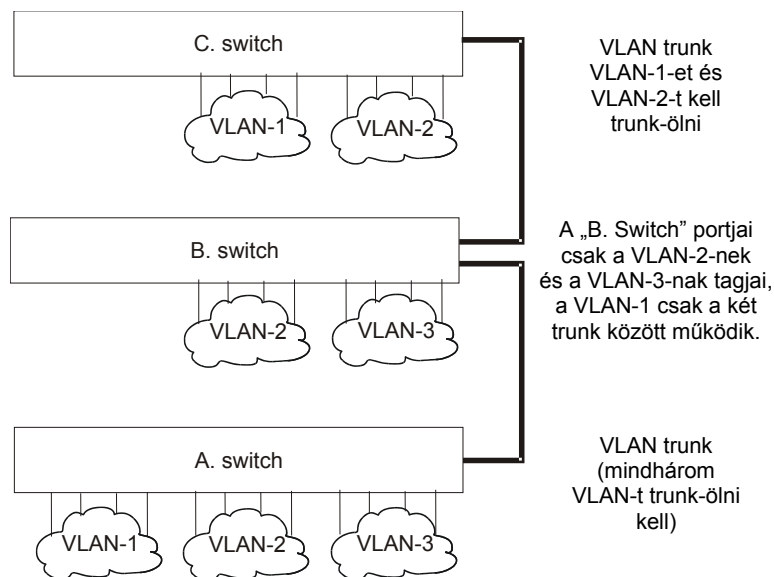 C. switch
VLAN-1
VLAN-2
VLAN trunk
VLAN-1-et és
VLAN-2-t kell
trunk-ölni
B. switch
VLAN-2
VLAN-3
A „B. Switch” portjai
csak a VLAN-2-nek
és a VLAN-3-nak tagjai,
a VLAN-1 csak a két
trunk között működik.
A. switch
VLAN-1
VLAN-2
VLAN-3
VLAN trunk
(mindhárom
VLAN-t trunk-ölni
kell)